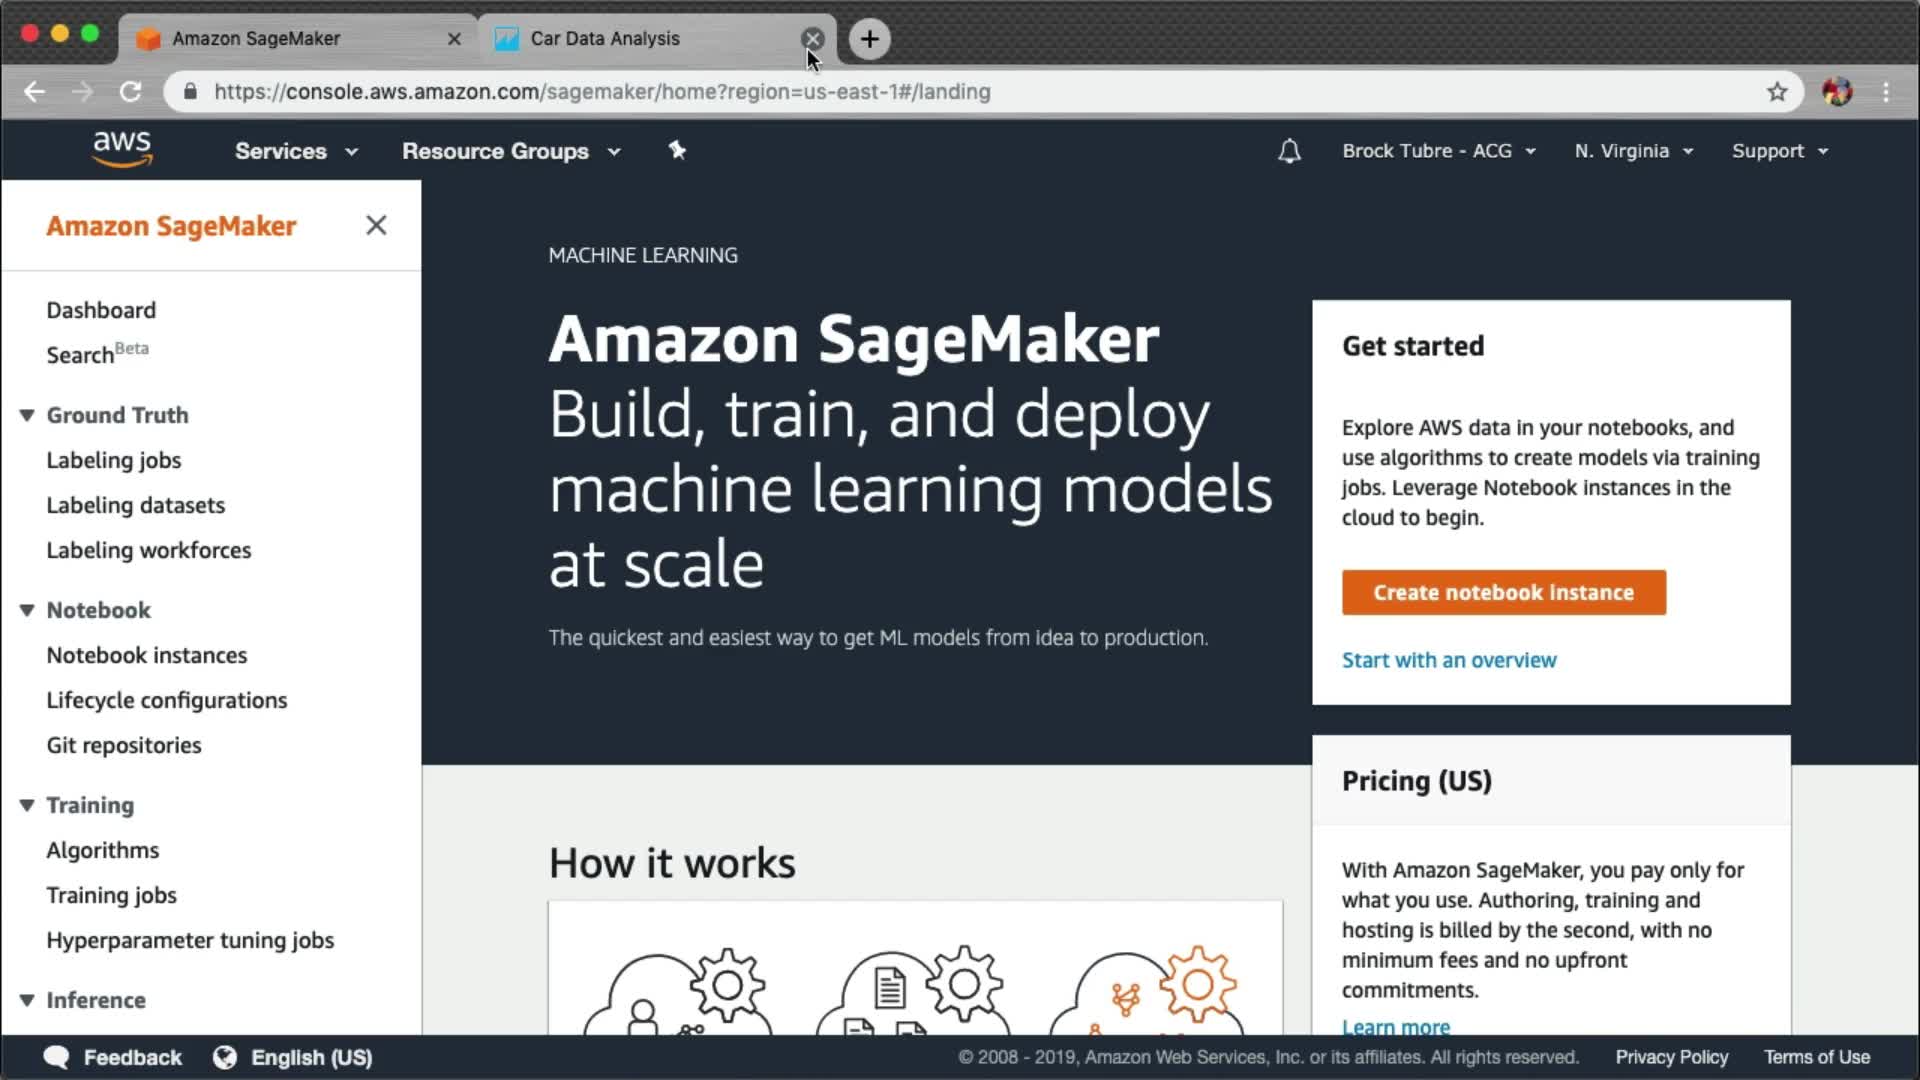 Amazon SageMaker
Car Data Analysis
https://console.aws.amazon.com/sagemaker/home?region=us-east-1#/landing
aws
Services
Resource Groups
Brock Tubre - ACG
N. Virginia
Support
Amazon SageMaker
Dashboard
Search Beta
Ground Truth
Labeling jobs
Labeling datasets
Labeling workforces
Notebook
Notebook instances
Lifecycle configurations
Git repositories
Training
Algorithms
Training jobs
Hyperparameter tuning jobs
Inference
MACHINE LEARNING
Amazon SageMaker
Build, train, and deploy
machine learning models
at scale
The quickest and easiest way to get ML models from idea to production.
Get started
Explore AWS data in your notebooks, and
use algorithms to create models via training
jobs. Leverage Notebook instances in the
cloud to begin.
Create notebook instance
Start with an overview
How it works
Pricing (US)
With Amazon SageMaker, you pay only for
what you use. Authoring, training and
hosting is billed by the second, with no
minimum fees and no upfront
commitments.
Learn more
Feedback
English (US)
© 2008 - 2019, Amazon Web Services, Inc. or its affiliates. All rights reserved.
Privacy Policy
Terms of Use